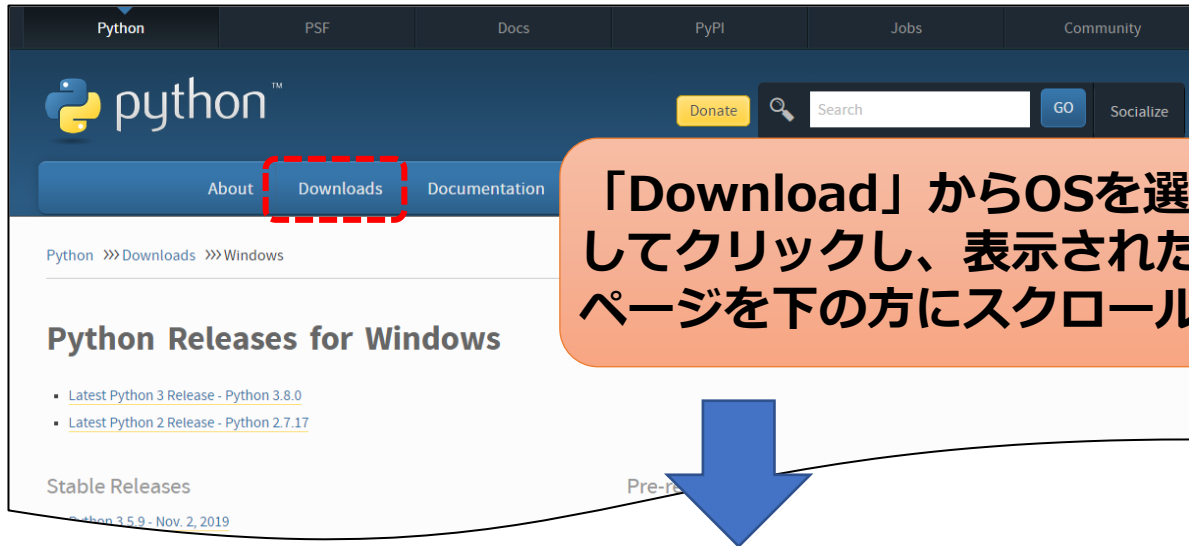 Python PSF Docs PyPI Jobs Community
python™
Donate Search GO Socialize
About Downloads Documentation
「Download」からOSを選
してクリックし、表示された
ページを下の方にスクロール
Python >>> Downloads >>> Windows
Python Releases for Windows
Latest Python 3 Release - Python 3.8.0
Latest Python 2 Release - Python 2.7.17
Stable Releases
Pre-re
Python 3.5.9 - Nov. 2, 2019